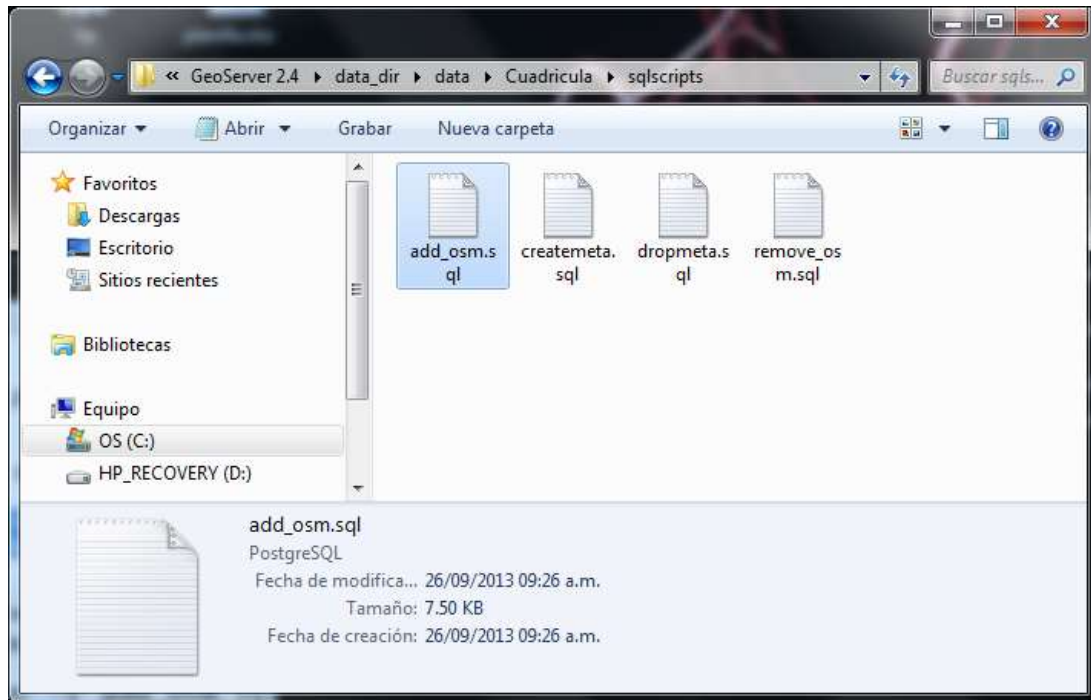 « GeoServer 2.4 ▸ data_dir ▸ data ▸ Cuadricula ▸ sqlscripts
Buscar sqls...
Organizar
Abrir
Grabar
Nueva carpeta
Favoritos
Descargas
Escritorio
Sitios recientes
Bibliotecas
Equipo
OS (C:)
HP_RECOVERY (D:)
add_osm.s
ql
createmeta.
sql
dropmeta.s
ql
remove_os
m.sql
add_osm.sql
PostgreSQL
Fecha de modifica... 26/09/2013 09:26 a.m.
Tamaño: 7.50 KB
Fecha de creación: 26/09/2013 09:26 a.m.